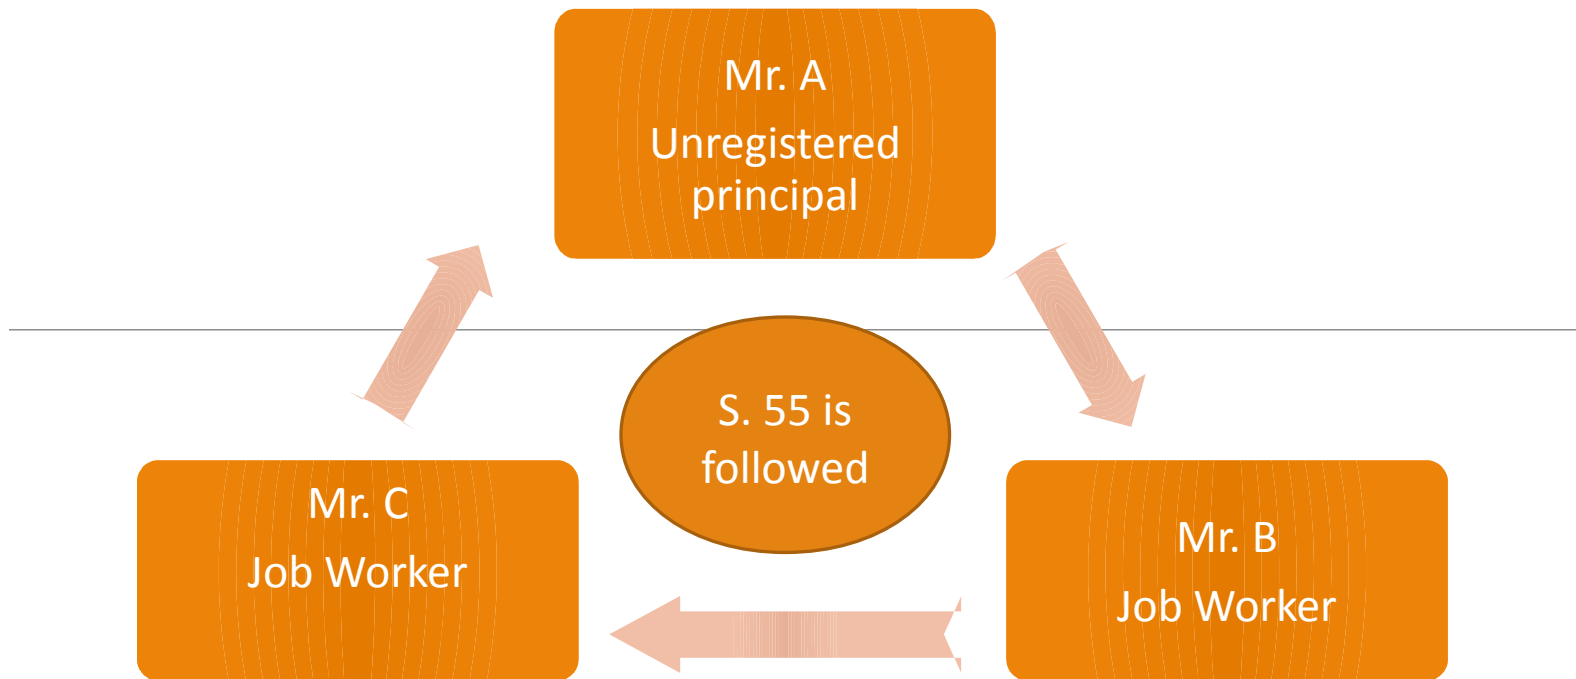 Mr. A
Unregistered
principal
S. 55 is
followed
Mr. C
Job Worker
Mr. B
Job Worker